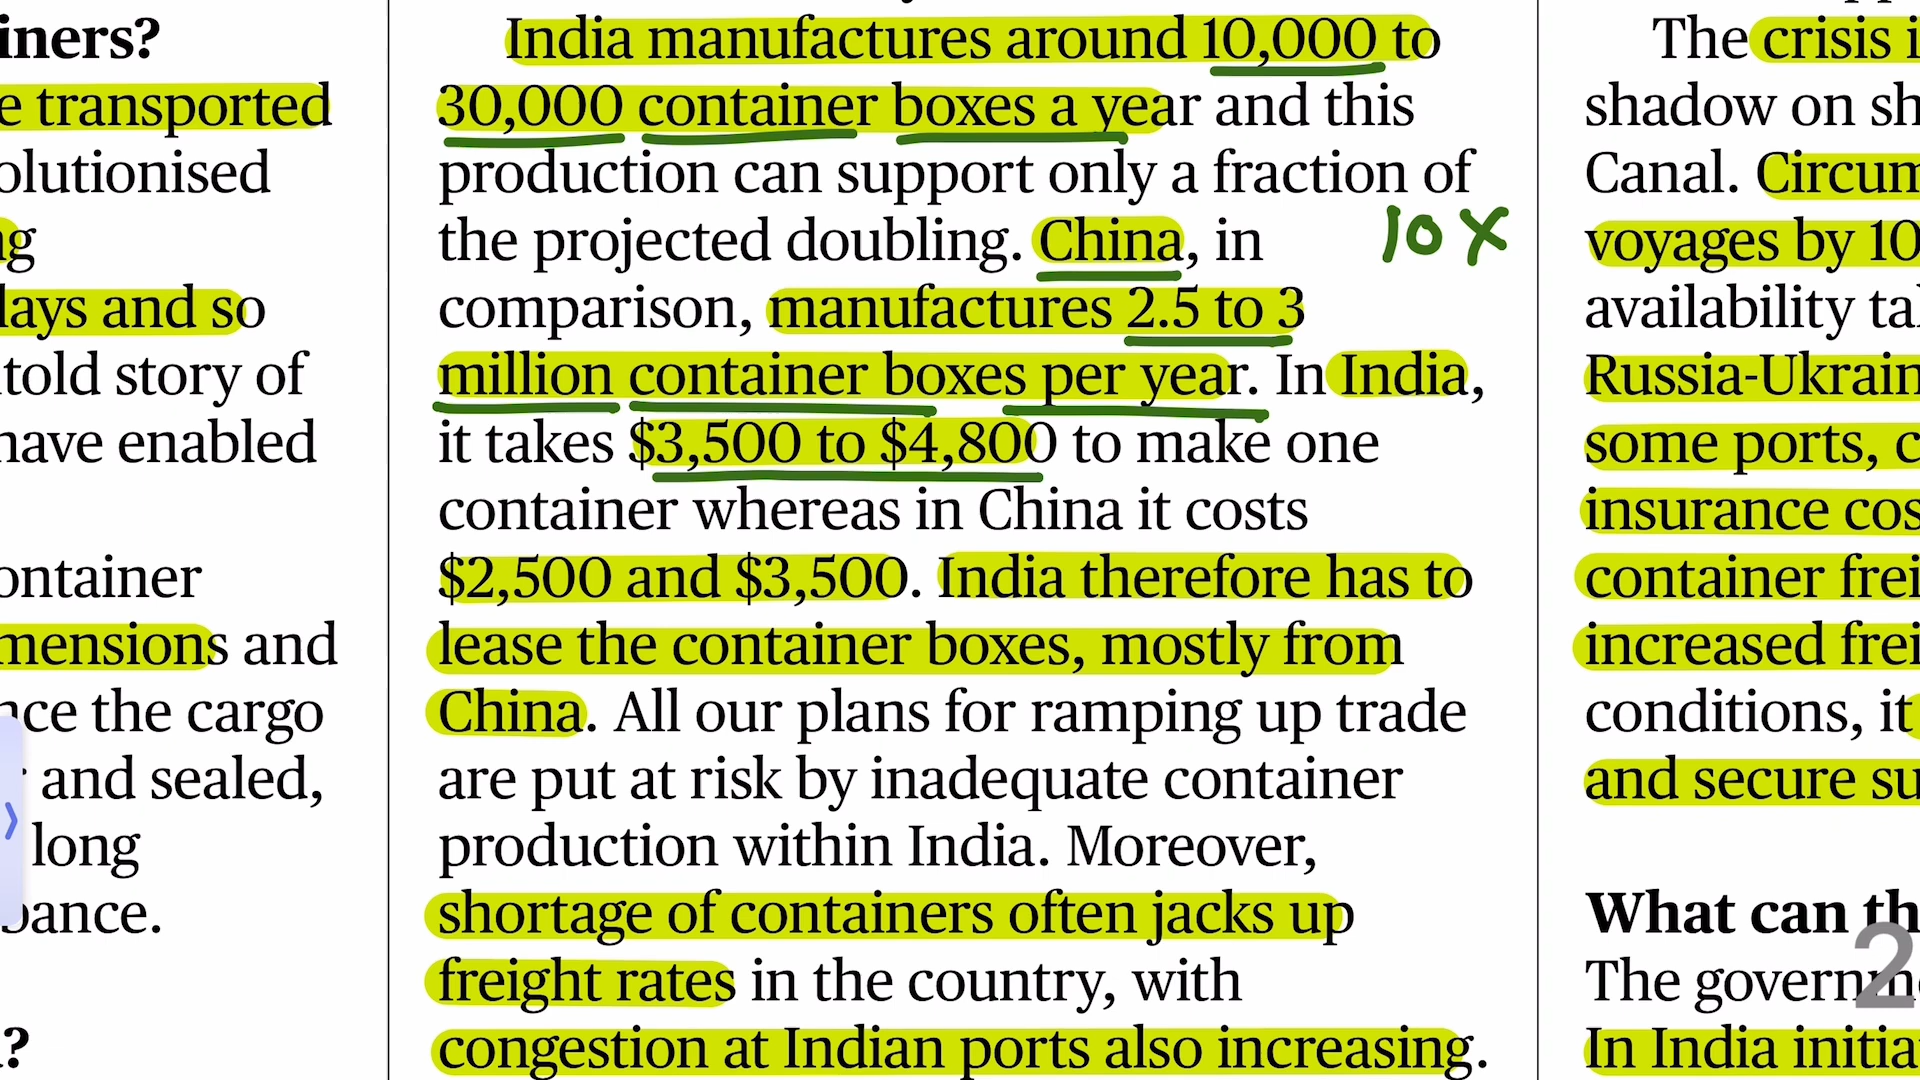 iners?
e transported
olutionised
ng
lays and so
told story of
have enabled
ontainer
mensions and
nce the cargo
and sealed,
long
bance.
?
India manufactures around 10,000 to
30,000 container boxes a year and this
production can support only a fraction of
the projected doubling. China, in
10 X
comparison, manufactures 2.5 to 3
million container boxes per year. In India,
it takes $3,500 to $4,800 to make one
container whereas in China it costs
$2,500 and $3,500. India therefore has to
lease the container boxes, mostly from
China. All our plans for ramping up trade
are put at risk by inadequate container
production within India. Moreover,
shortage of containers often jacks up
freight rates in the country, with
congestion at Indian ports also increasing.
The crisis i
shadow on sh
Canal. Circum
voyages by 10
availability tal
Russia-Ukrain
some ports, c
insurance cos
container frei
increased frei
conditions, it
and secure su
What can th
The governme
In India initia
2